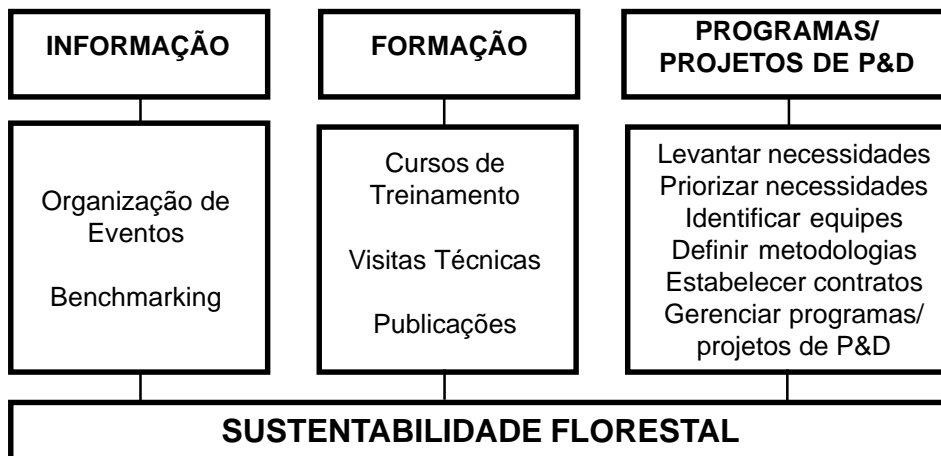 INFORMAÇÃO
Organização de
Eventos
Benchmarking
FORMAÇÃO
Cursos de
Treinamento
Visitas Técnicas
Publicações
PROGRAMAS/
PROJETOS DE P&D
Levantar necessidades
Priorizar necessidades
Identificar equipes
Definir metodologias
Estabelecer contratos
Gerenciar programas/
projetos de P&D
SUSTENTABILIDADE FLORESTAL